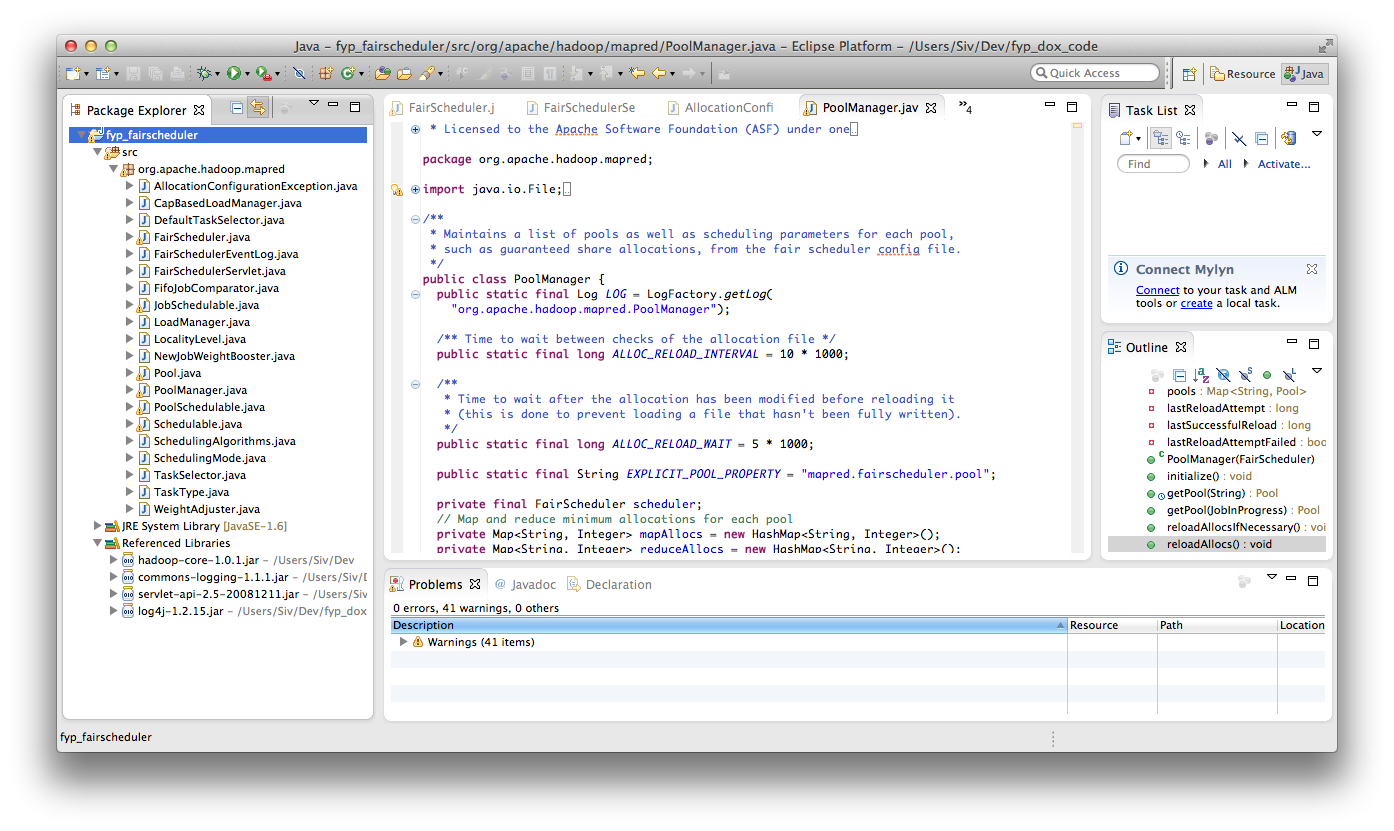 Java – fyp_fairscheduler/src/org/apache/hadoop/mapred/PoolManager.java – Eclipse Platform – /Users/Siv/Dev/fyp_dox_code
Quick Access
Resource
Java
Package Explorer
fyp_fairscheduler
src
org.apache.hadoop.mapred
AllocationConfigurationException.java
CapBasedLoadManager.java
DefaultTaskSelector.java
FairScheduler.java
FairSchedulerEventLog.java
FairSchedulerServlet.java
FifoJobComparator.java
JobSchedulable.java
LoadManager.java
LocalityLevel.java
NewJobWeightBooster.java
Pool.java
PoolManager.java
PoolSchedulable.java
Schedulable.java
SchedulingAlgorithms.java
SchedulingMode.java
TaskSelector.java
TaskType.java
WeightAdjuster.java
JRE System Library [JavaSE-1.6]
Referenced Libraries
hadoop-core-1.0.1.jar – /Users/Siv/Dev
commons-logging-1.1.1.jar – /Users/Siv/D
servlet-api-2.5-20081211.jar – /Users/Siv
log4j-1.2.15.jar – /Users/Siv/Dev/fyp_dox
FairScheduler.j
FairSchedulerSe
AllocationConfi
PoolManager.jav
»4
* Licensed to the Apache Software Foundation (ASF) under one
package org.apache.hadoop.mapred;
import java.io.File;
/**
* Maintains a list of pools as well as scheduling parameters for each pool,
* such as guaranteed share allocations, from the fair scheduler config file.
*/
public class PoolManager {
public static final Log LOG = LogFactory.getLog(
"org.apache.hadoop.mapred.PoolManager");
/** Time to wait between checks of the allocation file */
public static final long ALLOC_RELOAD_INTERVAL = 10 * 1000;
/**
* Time to wait after the allocation has been modified before reloading it
* (this is done to prevent loading a file that hasn't been fully written).
*/
public static final long ALLOC_RELOAD_WAIT = 5 * 1000;
public static final String EXPLICIT_POOL_PROPERTY = "mapred.fairscheduler.pool";
private final FairScheduler scheduler;
// Map and reduce minimum allocations for each pool
private Map<String, Integer> mapAllocs = new HashMap<String, Integer>();
private Map<String, Integer> reduceAllocs = new HashMap<String, Integer>();
Task List
Find
All
Activate...
Connect Mylyn
Connect to your task and ALM
tools or create a local task.
Outline
pools : Map<String, Pool>
lastReloadAttempt : long
lastSuccessfulReload : long
lastReloadAttemptFailed : boo
PoolManager(FairScheduler)
initialize() : void
getPool(String) : Pool
getPool(JobInProgress) : Pool
reloadAllocsIfNecessary() : voi
reloadAllocs() : void
Problems
@ Javadoc
Declaration
0 errors, 41 warnings, 0 others
Description
Resource
Path
Location
Warnings (41 items)
fyp_fairscheduler